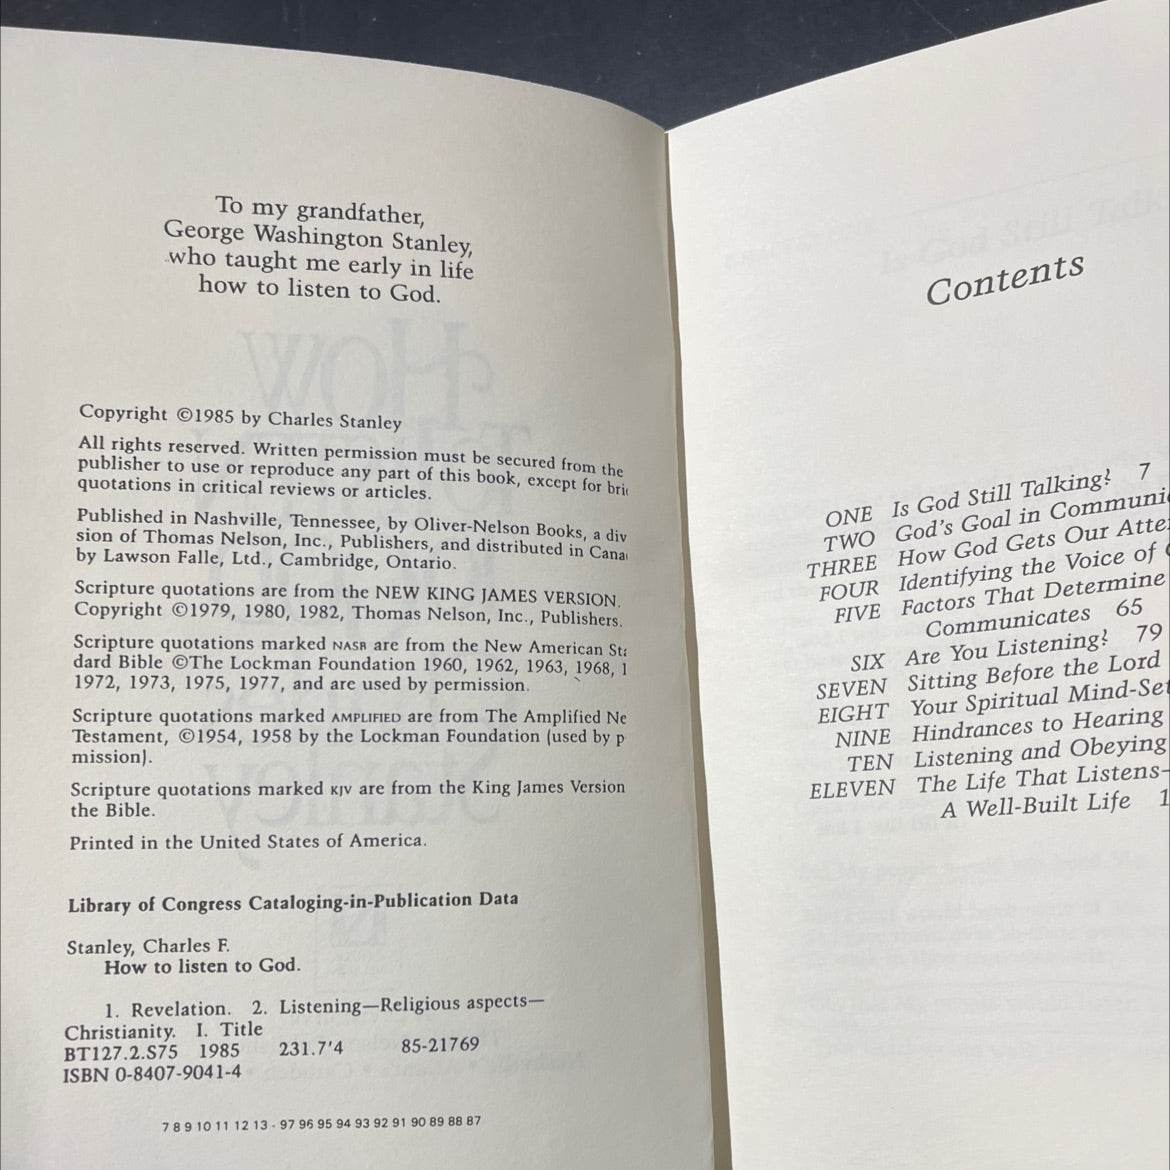 To my grandfather,
George Washington Stanley,
who taught me early in life
how to listen to God.
Copyright ©1985 by Charles Stanley
All rights reserved. Written permission must be secured from the
publisher to use or reproduce any part of this book, except for
quotations in critical reviews or articles.
Published in Nashville, Tennessee, by Oliver-Nelson Books, a div
sion of Thomas Nelson, Inc., Publishers, and distributed in Cana
by Lawson Falle, Ltd., Cambridge, Ontario.
Scripture quotations are from the NEW KING JAMES VERSION.
Copyright ©1979, 1980, 1982, Thomas Nelson, Inc., Publishers.
Scripture quotations marked NASB are from the New American
dard Bible ©The Lockman Foundation 1960, 1962, 1963, 1968, 1
1972, 1973, 1975, 1977, and are used by permission.
Scripture quotations marked AMPLIFIED are from The Amplified Ne
Testament, ©1954, 1958 by the Lockman Foundation (used by p
mission).
Scripture quotations marked KJV are from the King James Version
the Bible.
Printed in the United States of America.
Library of Congress Cataloging-in-Publication Data
Stanley, Charles F.
How to listen to God.
1. Revelation. 2. Listening—Religious aspects—
Christianity. I. Title
BT127.2.S75 1985 231.7'4 85-21769
ISBN 0-8407-9041-4
7 8 9 10 11 12 13 - 97 96 95 94 93 92 91 90 89 88 87
Contents
ONE Is God Still Talking? 7
TWO God's Goal in Communic
THREE How God Gets Our Atte
FOUR Identifying the Voice of
FIVE Factors That Determine
Communicates 65
SIX Are You Listening? 79
SEVEN Sitting Before the Lord
EIGHT Your Spiritual Mind-Set
NINE Hindrances to Hearing
TEN Listening and Obeying
ELEVEN The Life That Listens—
A Well-Built Life 1